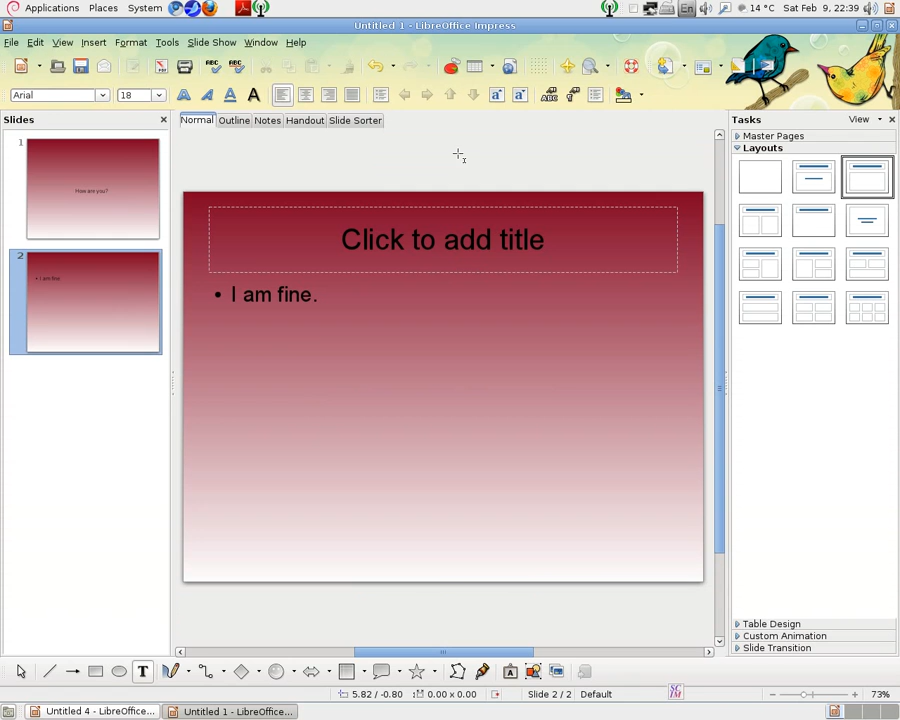 Applications Places System En 14 °C Sat Feb 9, 22:39
Untitled 1 - LibreOffice Impress
File Edit View Insert Format Tools Slide Show Window Help
Arial 18
Slides
Normal Outline Notes Handout Slide Sorter
Tasks View
Master Pages
Layouts
1
How are you?
2
• I am fine.
Click to add title
• I am fine.
Table Design
Custom Animation
Slide Transition
5.82 / -0.80 0.00 x 0.00 Slide 2 / 2 Default 73%
Untitled 4 - LibreOffice... Untitled 1 - LibreOffice...